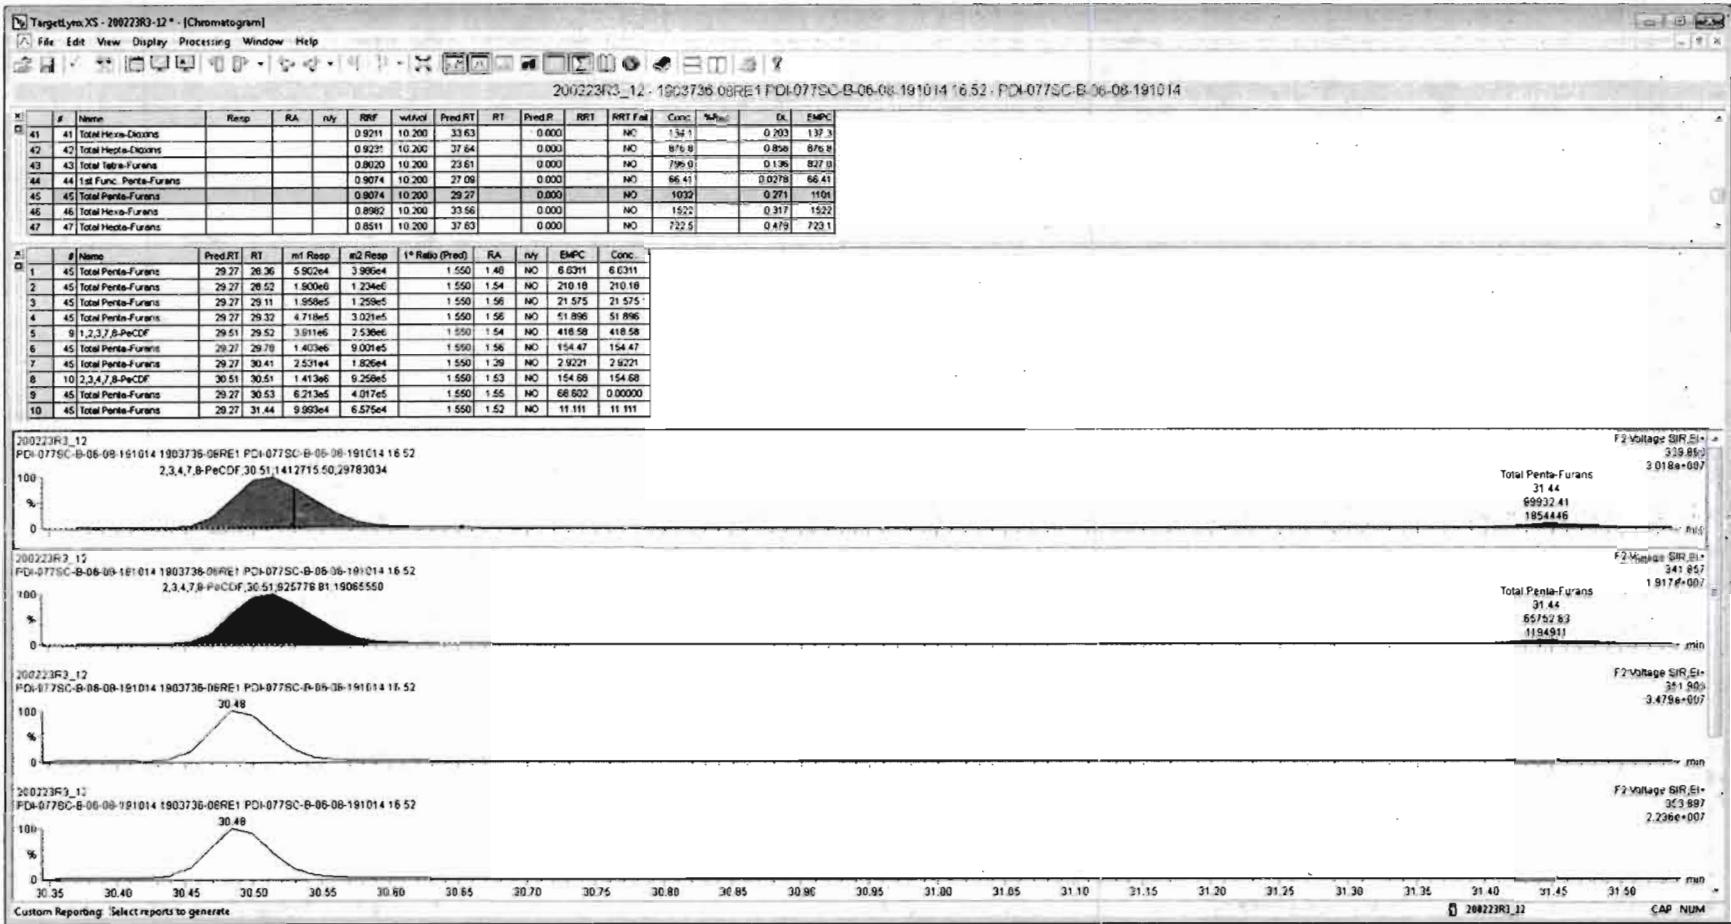 TargetLynx XS - 200223R3-12 * - [Chromatogram]
File Edit View Display Processing Window Help
200223R3_12 - 1903736-06RE1 PDI-077SC-B-06-08-191014 16.52 - PDI-077SC-B-06-08-191014
# Name Resp RA n/y RRF wt/vol Pred.RT RT Pred.R RRT RRT Fail Conc. %Rec DL EMPC
41 41 Total Hexa-Dioxins 0.9211 10.200 33.63 0.000 NO 134.1 0.203 137.3
42 42 Total Hepta-Dioxins 0.9231 10.200 37.64 0.000 NO 876.8 0.858 876.8
43 43 Total Tetra-Furans 0.8020 10.200 23.61 0.000 NO 796.0 0.136 827.0
44 44 1st Func. Penta-Furans 0.9074 10.200 27.09 0.000 NO 66.41 0.0278 66.41
45 45 Total Penta-Furans 0.9074 10.200 29.27 0.000 NO 1032 0.271 1101
46 46 Total Hexa-Furans 0.8982 10.200 33.56 0.000 NO 1522 0.317 1522
47 47 Total Hepta-Furans 0.8511 10.200 37.63 0.000 NO 722.5 0.479 723.1
# Name Pred.RT RT m1 Resp m2 Resp 1° Ratio (Pred) RA n/y EMPC Conc.
1 45 Total Penta-Furans 29.27 28.36 5.902e4 3.986e4 1.550 1.48 NO 6.6311 6.6311
2 45 Total Penta-Furans 29.27 28.52 1.900e6 1.234e6 1.550 1.54 NO 210.18 210.18
3 45 Total Penta-Furans 29.27 29.11 1.958e5 1.259e5 1.550 1.56 NO 21.575 21.575
4 45 Total Penta-Furans 29.27 29.32 4.718e5 3.021e5 1.550 1.56 NO 51.896 51.896
5 9 1,2,3,7,8-PeCDF 29.51 29.52 3.911e6 2.536e6 1.550 1.54 NO 418.58 418.58
6 45 Total Penta-Furans 29.27 29.78 1.403e6 9.001e5 1.550 1.56 NO 154.47 154.47
7 45 Total Penta-Furans 29.27 30.41 2.531e4 1.826e4 1.550 1.39 NO 2.9221 2.9221
8 10 2,3,4,7,8-PeCDF 30.51 30.51 1.413e6 9.258e5 1.550 1.53 NO 154.68 154.68
9 45 Total Penta-Furans 29.27 30.53 6.213e5 4.017e5 1.550 1.55 NO 68.602 0.00000
10 45 Total Penta-Furans 29.27 31.44 9.993e4 6.575e4 1.550 1.52 NO 11.111 11.111
200223R3_12 F2:Voltage SIR,EI+
PDI-077SC-B-06-08-191014 1903736-06RE1 PDI-077SC-B-06-08-191014 16.52 339.860
3.018e+007
2,3,4,7,8-PeCDF,30.51,1412715.50,29783034 Total Penta-Furans
31.44
99932.41
1854446
100
%
0
min
200223R3_12 F2:Voltage SIR,EI+
PDI-077SC-B-06-08-191014 1903736-06RE1 PDI-077SC-B-06-08-191014 16.52 341.857
1.917e+007
2,3,4,7,8-PeCDF,30.51,925778.81,19065550 Total Penta-Furans
31.44
65752.83
1194911
100
%
0
min
200223R3_12 F2:Voltage SIR,EI+
PDI-077SC-B-06-08-191014 1903736-06RE1 PDI-077SC-B-06-08-191014 16.52 351.900
3.479e+007
30.48
100
%
0
min
200223R3_12 F2:Voltage SIR,EI+
PDI-077SC-B-06-08-191014 1903736-06RE1 PDI-077SC-B-06-08-191014 16.52 353.897
2.236e+007
30.48
100
%
0
min
30.35 30.40 30.45 30.50 30.55 30.60 30.65 30.70 30.75 30.80 30.85 30.90 30.95 31.00 31.05 31.10 31.15 31.20 31.25 31.30 31.35 31.40 31.45 31.50
Custom Reporting: Select reports to generate 200223R3_12 CAP NUM